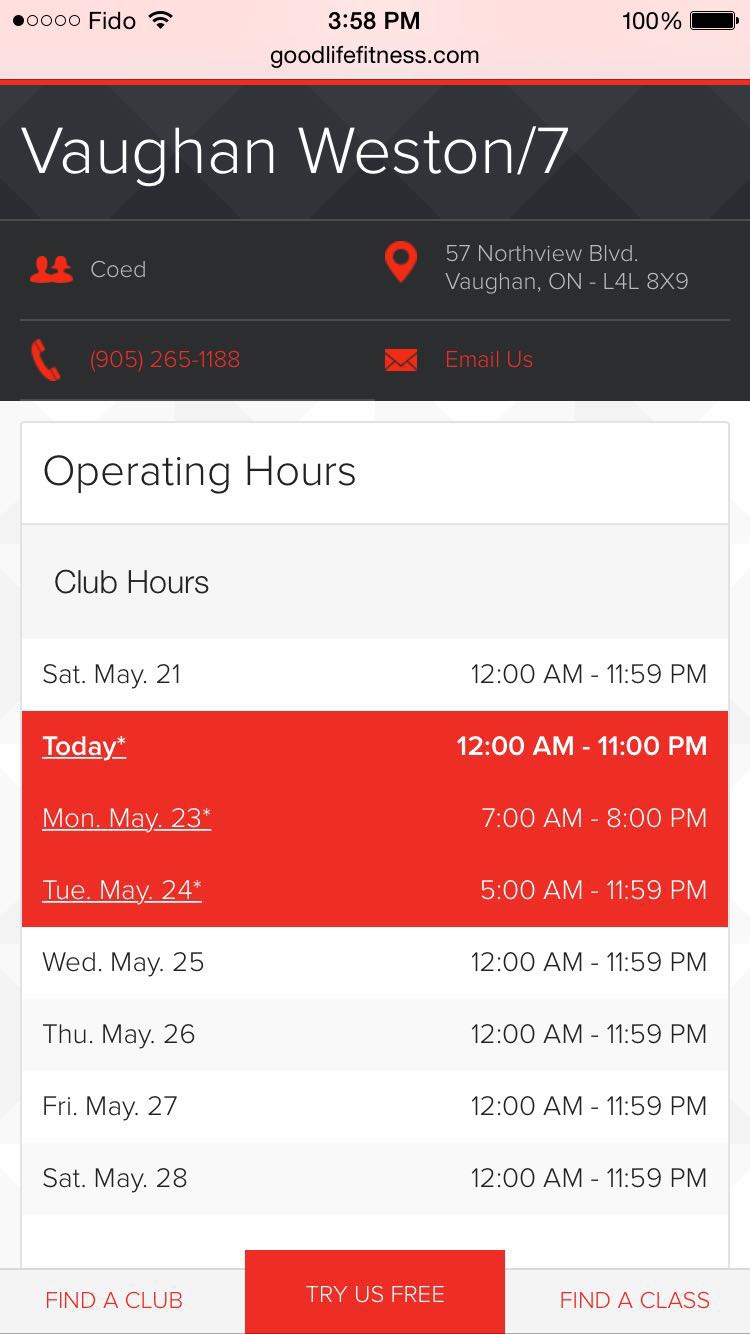 Fido 3:58 PM 100%
goodlifefitness.com
Vaughan Weston/7
Coed
57 Northview Blvd.
Vaughan, ON - L4L 8X9
(905) 265-1188
Email Us
Operating Hours
Club Hours
Sat. May. 21 12:00 AM - 11:59 PM
Today* 12:00 AM - 11:00 PM
Mon. May. 23* 7:00 AM - 8:00 PM
Tue. May. 24* 5:00 AM - 11:59 PM
Wed. May. 25 12:00 AM - 11:59 PM
Thu. May. 26 12:00 AM - 11:59 PM
Fri. May. 27 12:00 AM - 11:59 PM
Sat. May. 28 12:00 AM - 11:59 PM
FIND A CLUB TRY US FREE FIND A CLASS